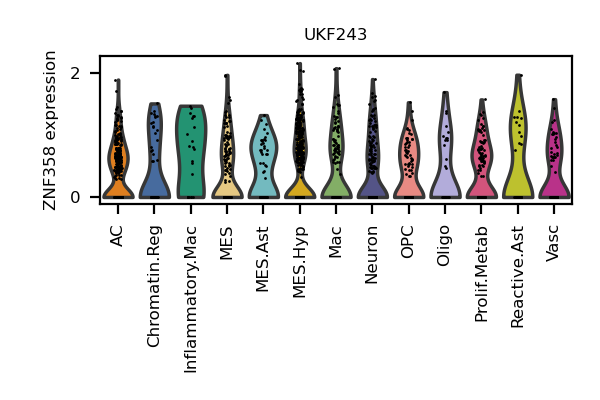 UKF243
ZNF358 expression
2
0
AC
Chromatin.Reg
Inflammatory.Mac
MES
MES.Ast
MES.Hyp
Mac
Neuron
OPC
Oligo
Prolif.Metab
Reactive.Ast
Vasc